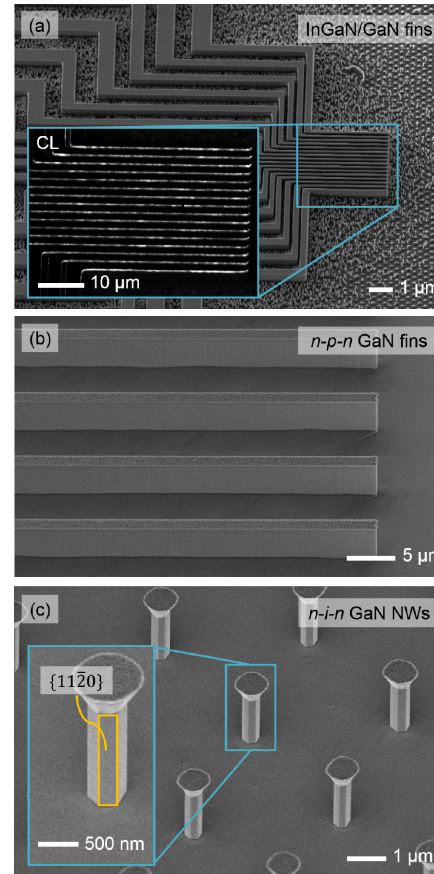 (a)
InGaN/GaN fins
CL
10 µm
1 µm
(b)
n-p-n GaN fins
5 µm
(c)
n-i-n GaN NWs
{112̅0}
500 nm
1 µm